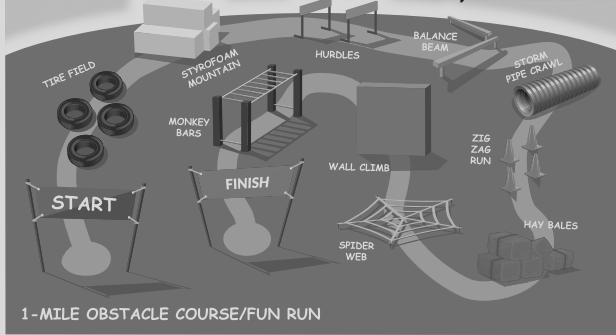 TIRE FIELD
STYROFOAM
MOUNTAIN
HURDLES
BALANCE
BEAM
STORM
PIPE CRAWL
MONKEY
BARS
WALL CLIMB
ZIG
ZAG
RUN
START
FINISH
SPIDER
WEB
HAY BALES
1-MILE OBSTACLE COURSE/FUN RUN